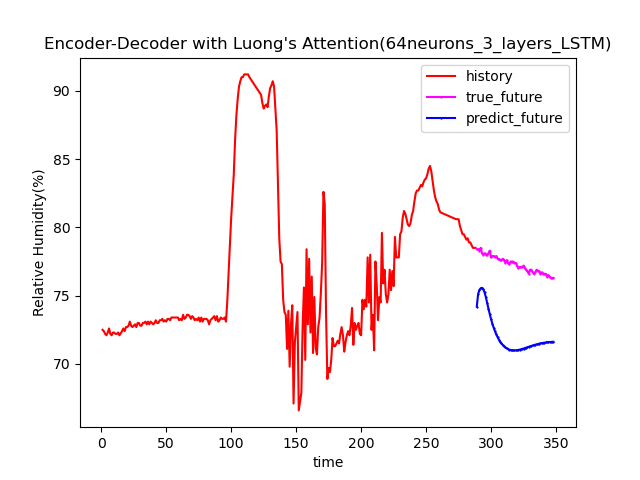 Encoder-Decoder with Luong's Attention(64neurons_3_layers_LSTM)
history
true_future
predict_future
Relative Humidity(%)
90
85
80
75
70
0 50 100 150 200 250 300 350
time